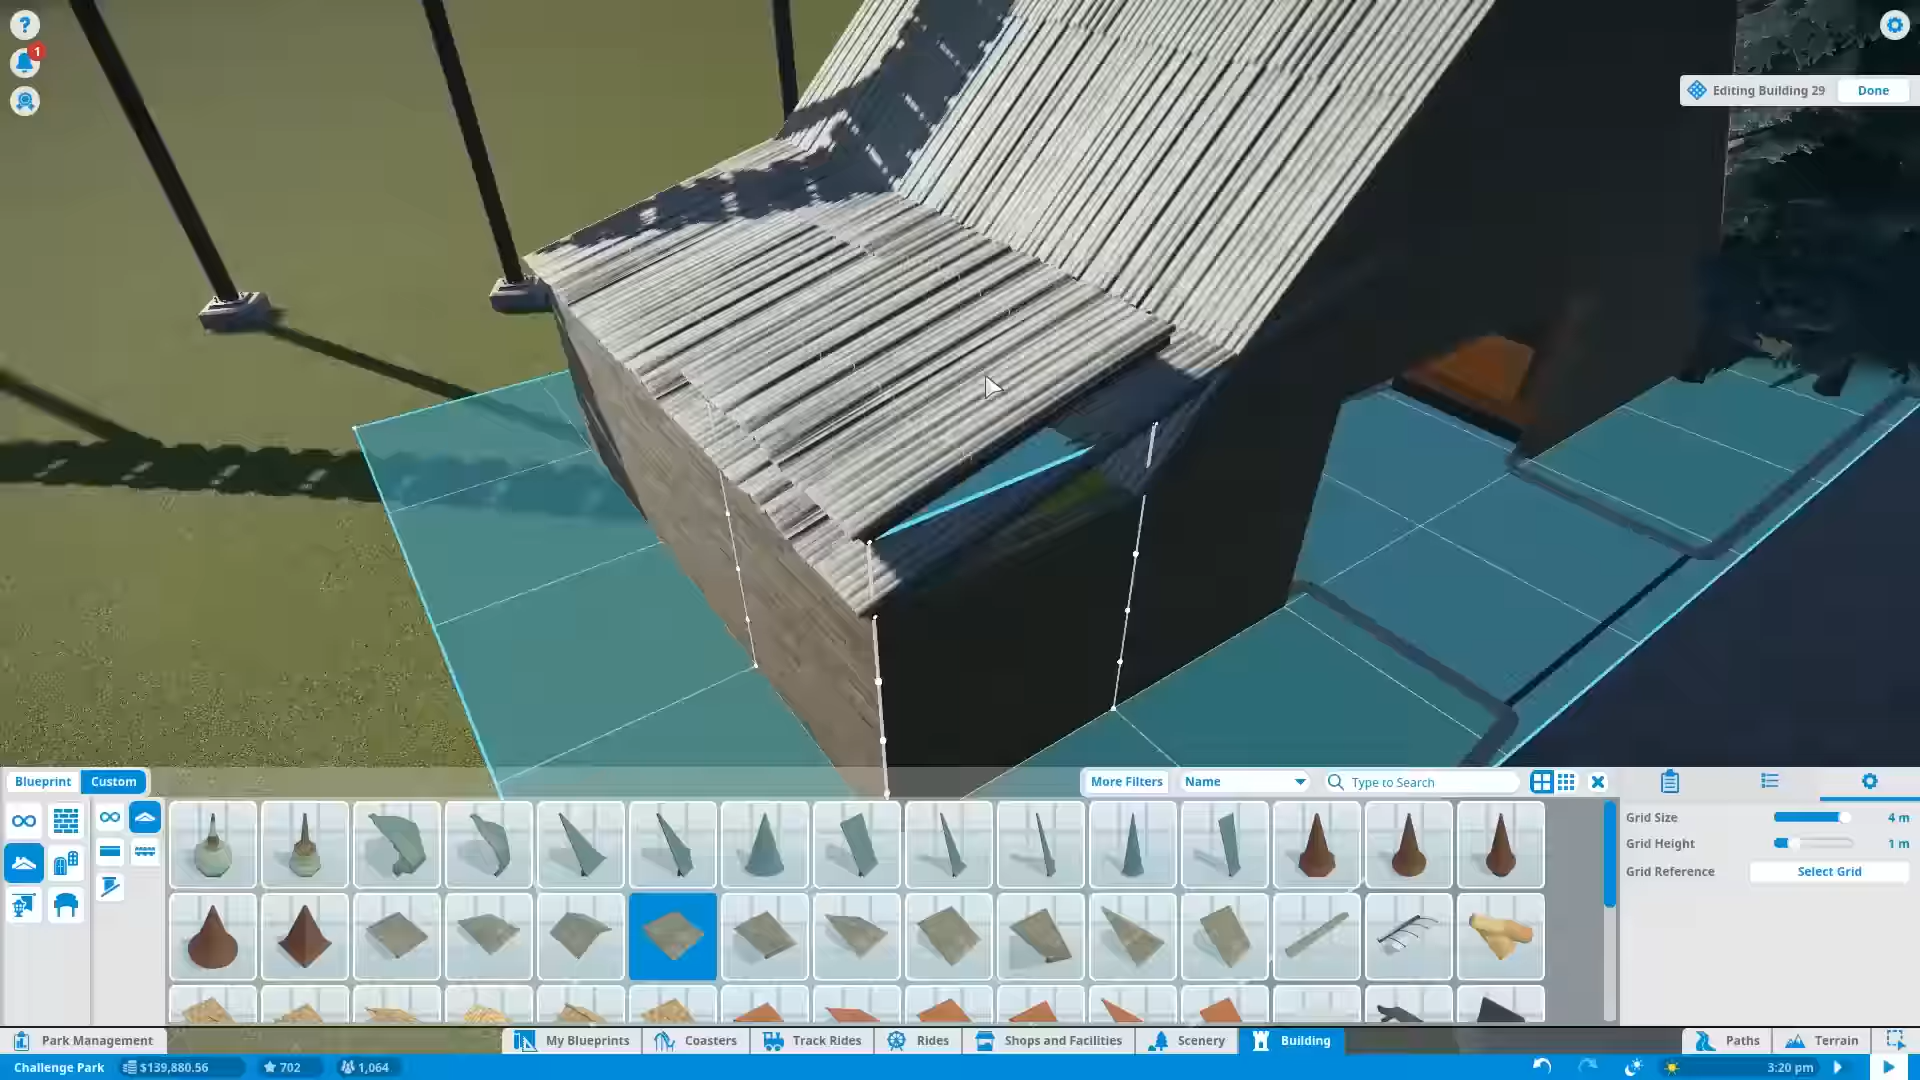 ?
1
Editing Building 29
Done
Blueprint
Custom
More Filters
Name
Type to Search
Grid Size
4 m
Grid Height
1 m
Grid Reference
Select Grid
Park Management
My Blueprints
Coasters
Track Rides
Rides
Shops and Facilities
Scenery
Building
Paths
Terrain
Challenge Park
$139,880.56
702
1,064
3:20 pm